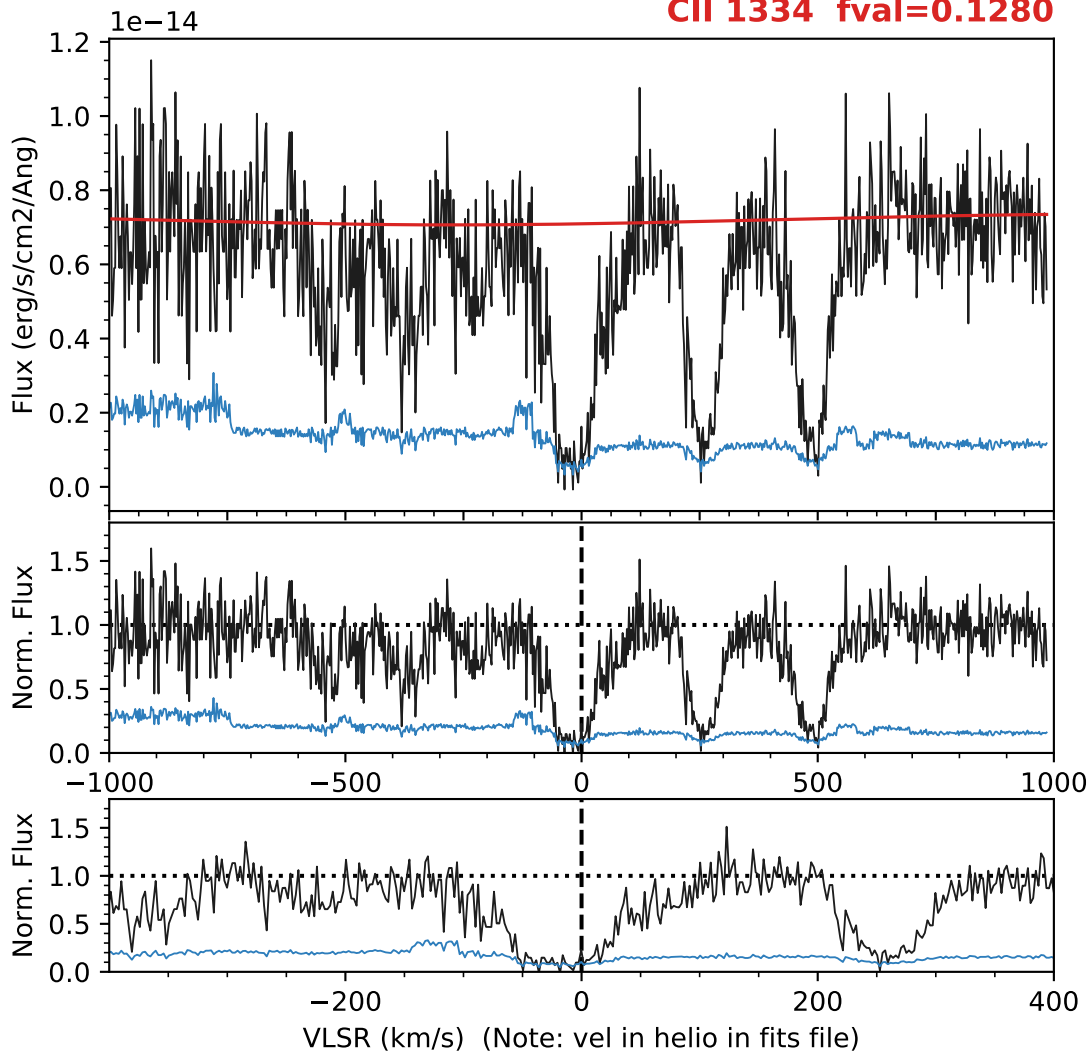 CII 1334 fval=0.1280
1e−14
1.2
1.0
0.8
0.6
0.4
0.2
0.0
Flux (erg/s/cm2/Ang)
1.5
1.0
0.5
0.0
Norm. Flux
−1000 −500 0 500 1000
1.5
1.0
0.5
0.0
Norm. Flux
−200 0 200 400
VLSR (km/s) (Note: vel in helio in fits file)